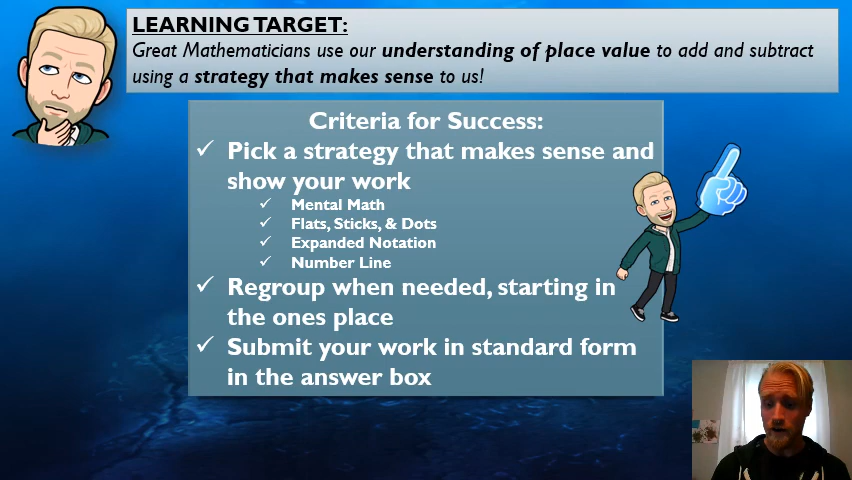 LEARNING TARGET:
Great Mathematicians use our understanding of place value to add and subtract
using a strategy that makes sense to us!
Criteria for Success:
✓ Pick a strategy that makes sense and
show your work
✓ Mental Math
✓ Flats, Sticks, & Dots
✓ Expanded Notation
✓ Number Line
✓ Regroup when needed, starting in
the ones place
✓ Submit your work in standard form
in the answer box